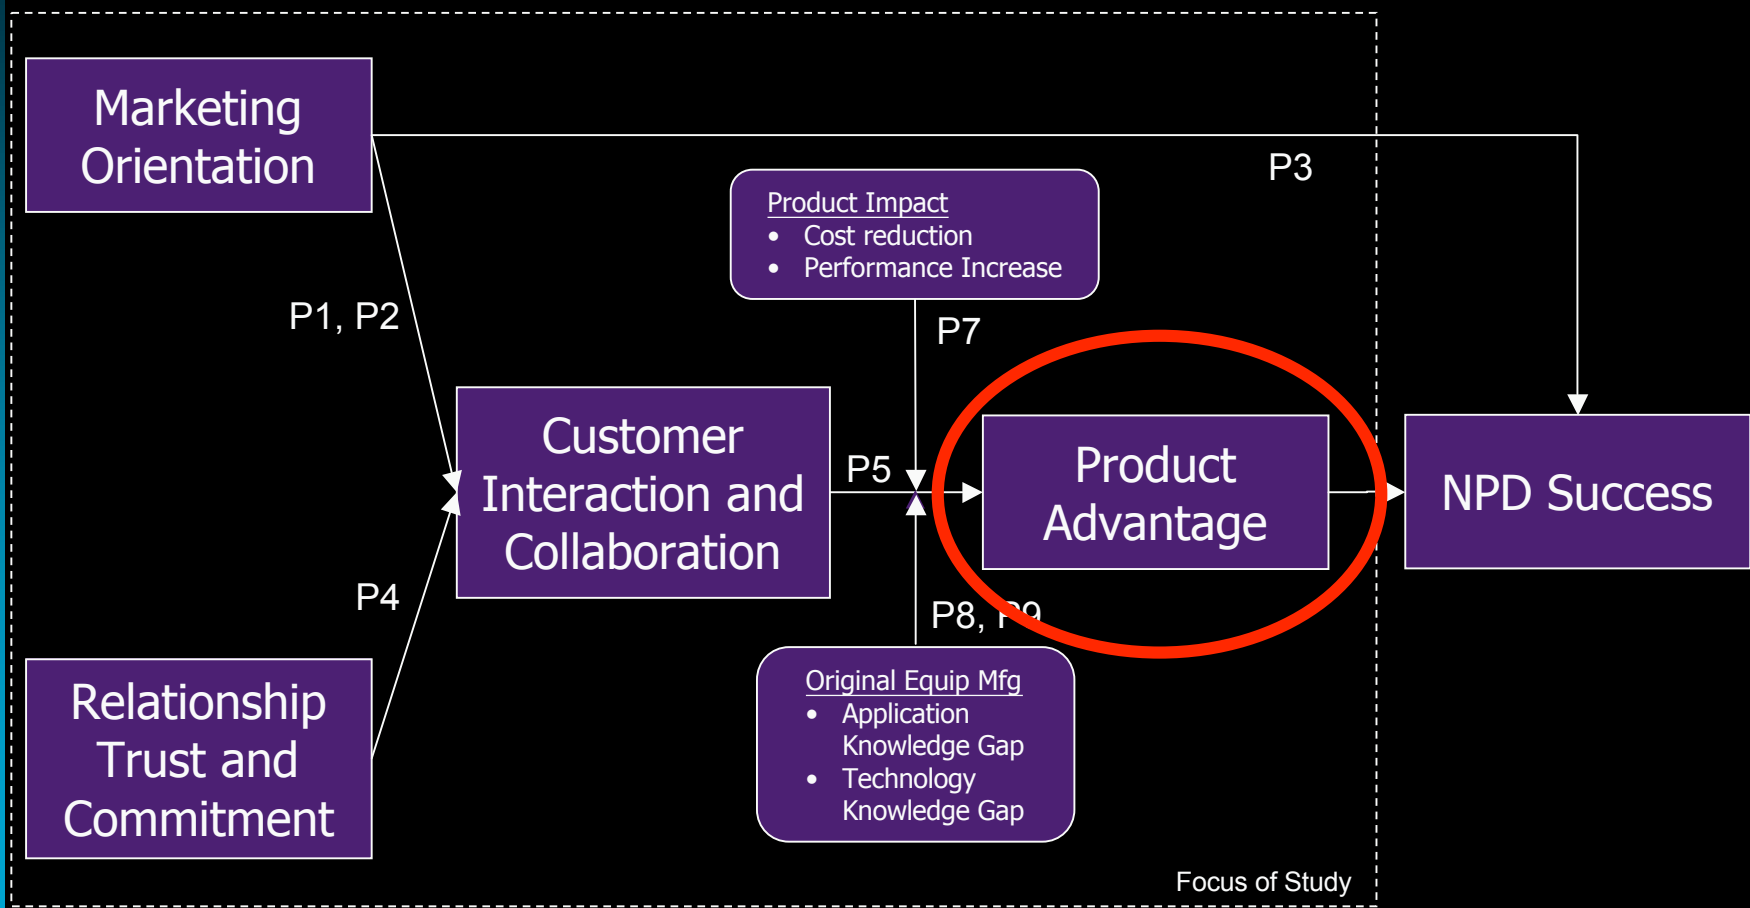 Marketing
Orientation
P3
Product Impact
• Cost reduction
• Performance Increase
P1, P2
P7
Customer
Interaction and
Collaboration
P5
Product
Advantage
NPD Success
P4
P8, P9
Relationship
Trust and
Commitment
Original Equip Mfg
• Application
Knowledge Gap
• Technology
Knowledge Gap
Focus of Study